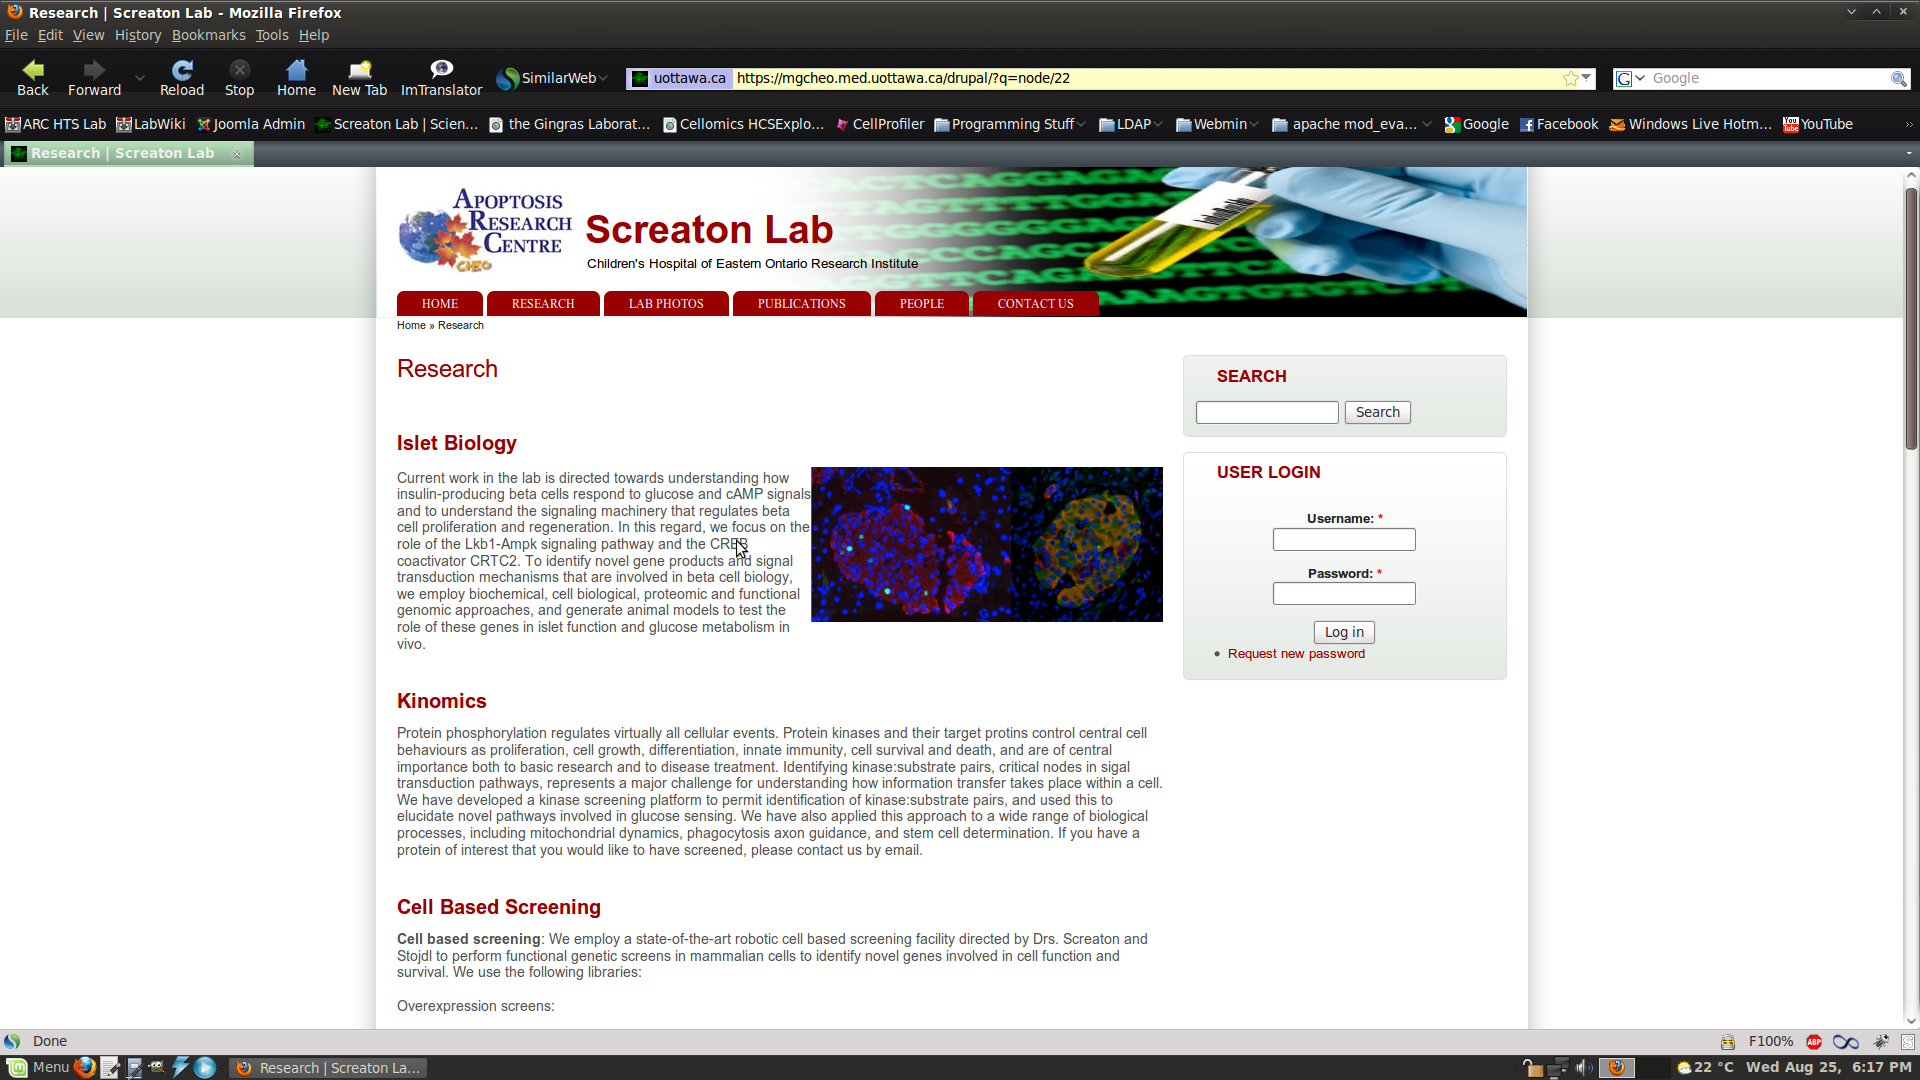 Research | Screaton Lab - Mozilla Firefox
File Edit View History Bookmarks Tools Help
Back Forward Reload Stop Home New Tab ImTranslator SimilarWeb uottawa.ca https://mgcheo.med.uottawa.ca/drupal/?q=node/22 Google
ARC HTS Lab LabWiki Joomla Admin Screaton Lab | Scien... the Gingras Laborat... Cellomics HCSExplo... CellProfiler Programming Stuff LDAP Webmin apache mod_eva... Google Facebook Windows Live Hotm... YouTube
Research | Screaton Lab
APOPTOSIS
RESEARCH
CENTRE
CHEO
Screaton Lab
Children's Hospital of Eastern Ontario Research Institute
HOME RESEARCH LAB PHOTOS PUBLICATIONS PEOPLE CONTACT US
Home » Research
Research
Islet Biology
Current work in the lab is directed towards understanding how
insulin-producing beta cells respond to glucose and cAMP signals
and to understand the signaling machinery that regulates beta
cell proliferation and regeneration. In this regard, we focus on the
role of the Lkb1-Ampk signaling pathway and the CREB
coactivator CRTC2. To identify novel gene products and signal
transduction mechanisms that are involved in beta cell biology,
we employ biochemical, cell biological, proteomic and functional
genomic approaches, and generate animal models to test the
role of these genes in islet function and glucose metabolism in
vivo.
Kinomics
Protein phosphorylation regulates virtually all cellular events. Protein kinases and their target protins control central cell
behaviours as proliferation, cell growth, differentiation, innate immunity, cell survival and death, and are of central
importance both to basic research and to disease treatment. Identifying kinase:substrate pairs, critical nodes in sigal
transduction pathways, represents a major challenge for understanding how information transfer takes place within a cell.
We have developed a kinase screening platform to permit identification of kinase:substrate pairs, and used this to
elucidate novel pathways involved in glucose sensing. We have also applied this approach to a wide range of biological
processes, including mitochondrial dynamics, phagocytosis axon guidance, and stem cell determination. If you have a
protein of interest that you would like to have screened, please contact us by email.
Cell Based Screening
Cell based screening: We employ a state-of-the-art robotic cell based screening facility directed by Drs. Screaton and
Stojdl to perform functional genetic screens in mammalian cells to identify novel genes involved in cell function and
survival. We use the following libraries:
Overexpression screens:
SEARCH
Search
USER LOGIN
Username: *
Password: *
Log in
Request new password
Done F100% ABP
Menu Research | Screaton La... 22 °C Wed Aug 25, 6:17 PM